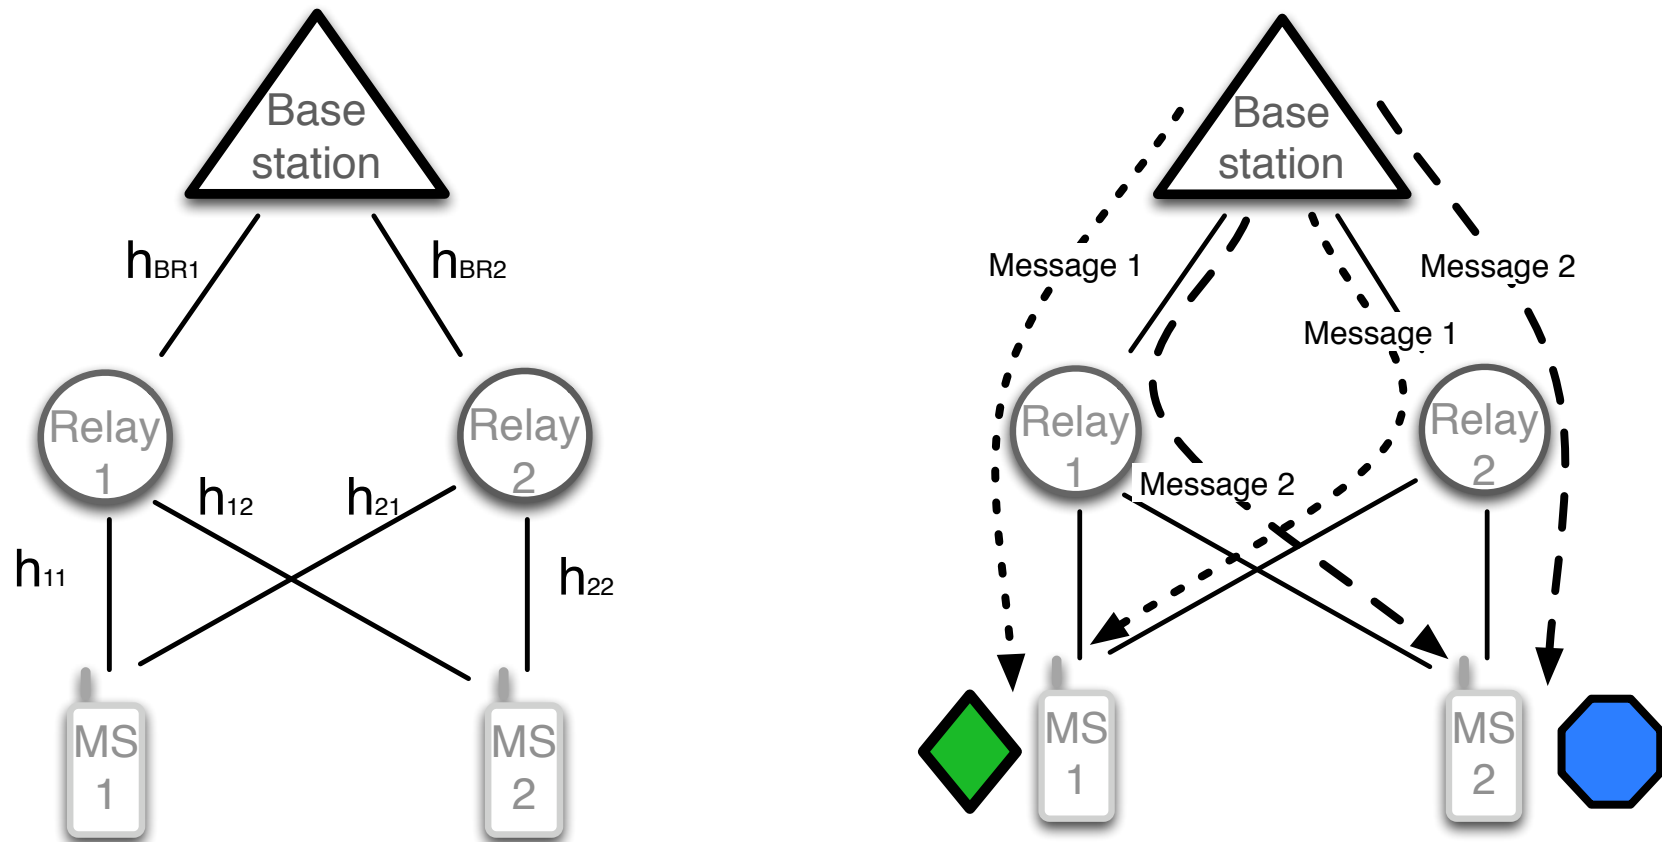 Base
station
hBR1
hBR2
Relay
1
Relay
2
h12
h21
h11
h22
MS
1
MS
2
Base
station
Message 1
Message 2
Message 1
Relay
1
Relay
2
Message 2
MS
1
MS
2